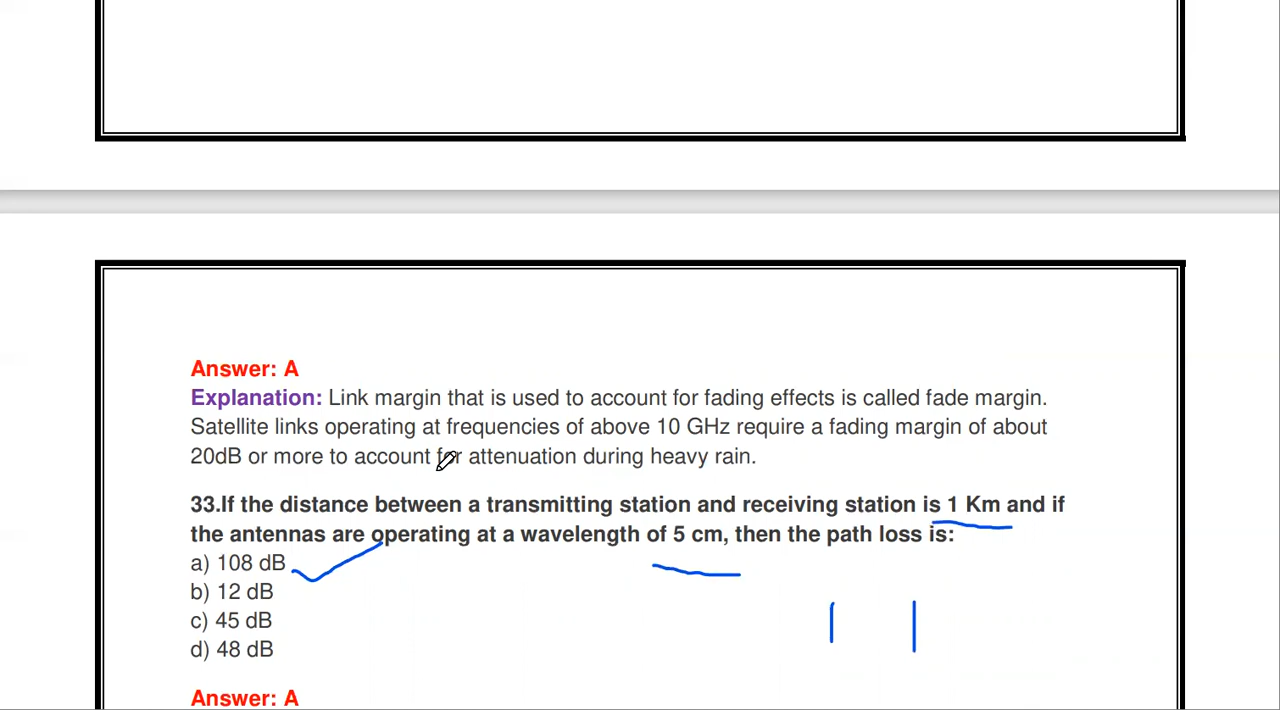 Answer: A
Explanation: Link margin that is used to account for fading effects is called fade margin.
Satellite links operating at frequencies of above 10 GHz require a fading margin of about
20dB or more to account for attenuation during heavy rain.
33.If the distance between a transmitting station and receiving station is 1 Km and if
the antennas are operating at a wavelength of 5 cm, then the path loss is:
a) 108 dB
b) 12 dB
c) 45 dB
d) 48 dB
Answer: A